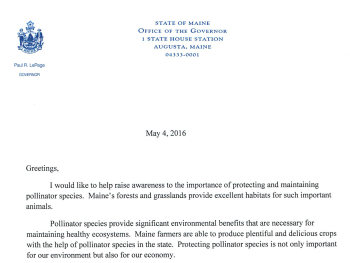 STATE OF MAINE
OFFICE OF THE GOVERNOR
1 STATE HOUSE STATION
AUGUSTA, MAINE
04333-0001
Paul R. LePage
GOVERNOR
May 4, 2016
Greetings,
I would like to help raise awareness to the importance of protecting and maintaining
pollinator species. Maine's forests and grasslands provide excellent habitats for such important
animals.
Pollinator species provide significant environmental benefits that are necessary for
maintaining healthy ecosystems. Maine farmers are able to produce plentiful and delicious crops
with the help of pollinator species in the state. Protecting pollinator species is not only important
for our environment but also for our economy.